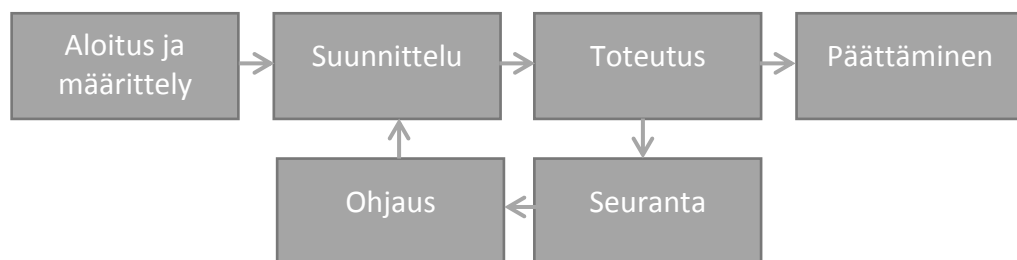 Aloitus ja
määrittely
Suunnittelu
Toteutus
Päättäminen
Ohjaus
Seuranta